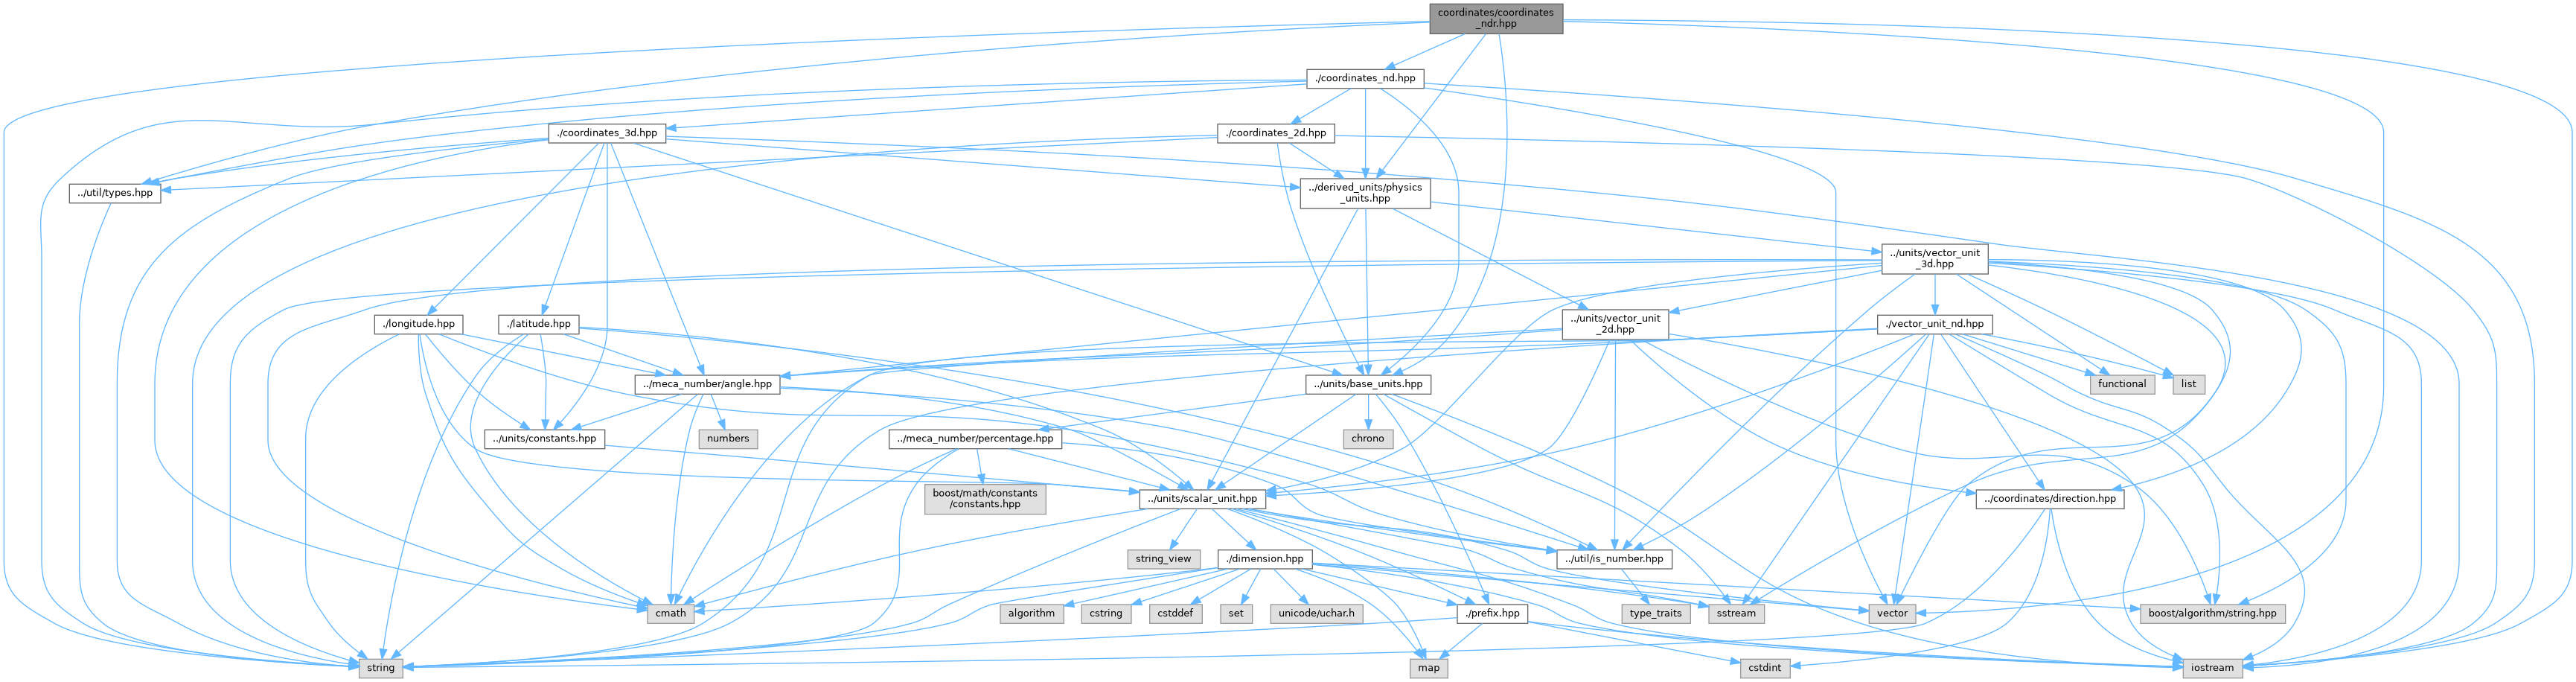 coordinates/coordinates
_ndr.hpp
./coordinates_nd.hpp
./coordinates_3d.hpp
./coordinates_2d.hpp
../util/types.hpp
../derived_units/physics
_units.hpp
../units/vector_unit
_3d.hpp
./longitude.hpp
./latitude.hpp
../units/vector_unit
_2d.hpp
./vector_unit_nd.hpp
../meca_number/angle.hpp
../units/base_units.hpp
functional
list
../units/constants.hpp
numbers
../meca_number/percentage.hpp
chrono
boost/math/constants
/constants.hpp
../units/scalar_unit.hpp
../coordinates/direction.hpp
string_view
./dimension.hpp
../util/is_number.hpp
cmath
algorithm
cstring
cstddef
set
unicode/uchar.h
./prefix.hpp
type_traits
sstream
vector
boost/algorithm/string.hpp
string
map
cstdint
iostream